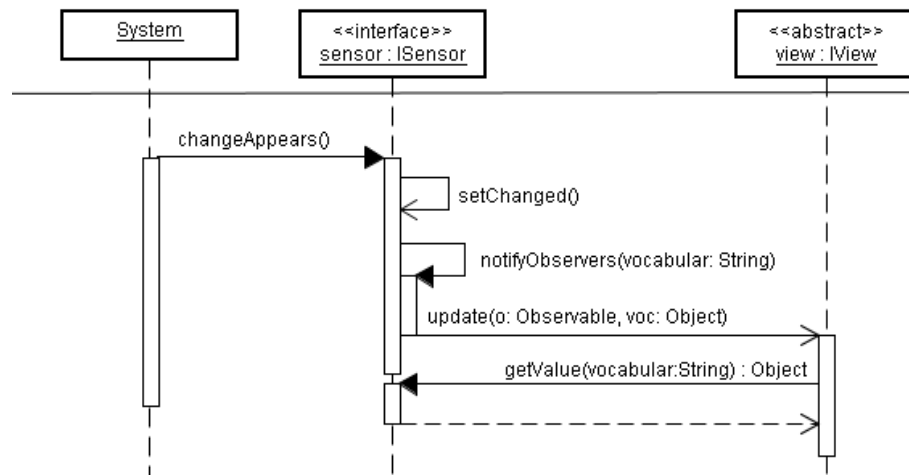 System
<<interface>>
sensor : ISensor
<<abstract>>
view : IView
changeAppears()
setChanged()
notifyObservers(vocabular: String)
update(o: Observable, voc: Object)
getValue(vocabular:String) : Object